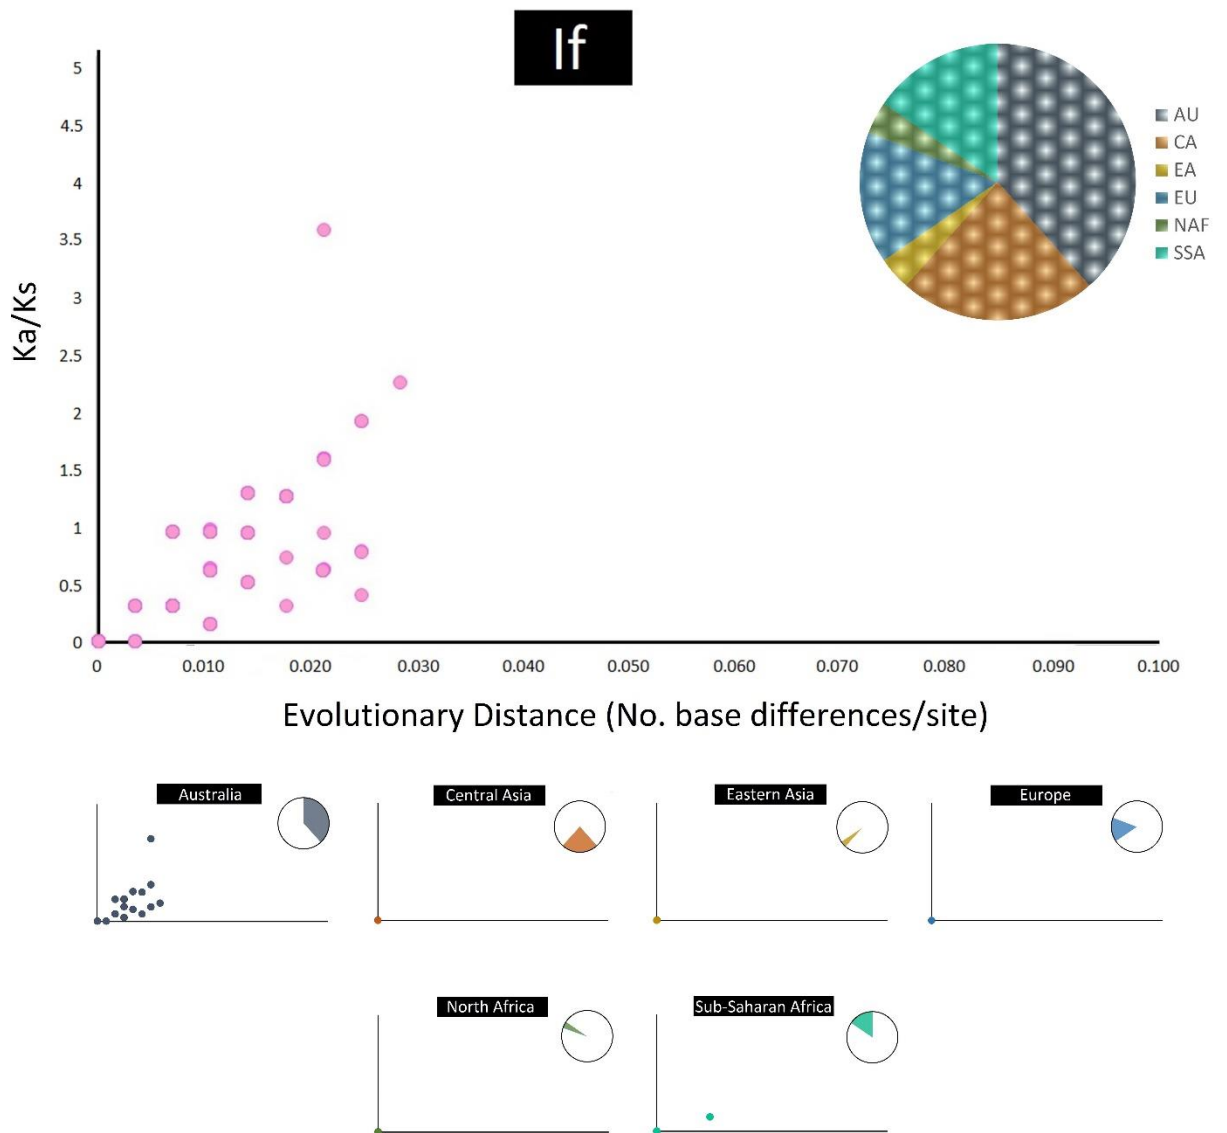 If
5
4.5
4
3.5
3
2.5
2
1.5
1
0.5
0
Ka/Ks
0 0.010 0.020 0.030 0.040 0.050 0.060 0.070 0.080 0.090 0.100
Evolutionary Distance (No. base differences/site)
AU
CA
EA
EU
NAF
SSA
Australia
Central Asia
Eastern Asia
Europe
North Africa
Sub-Saharan Africa